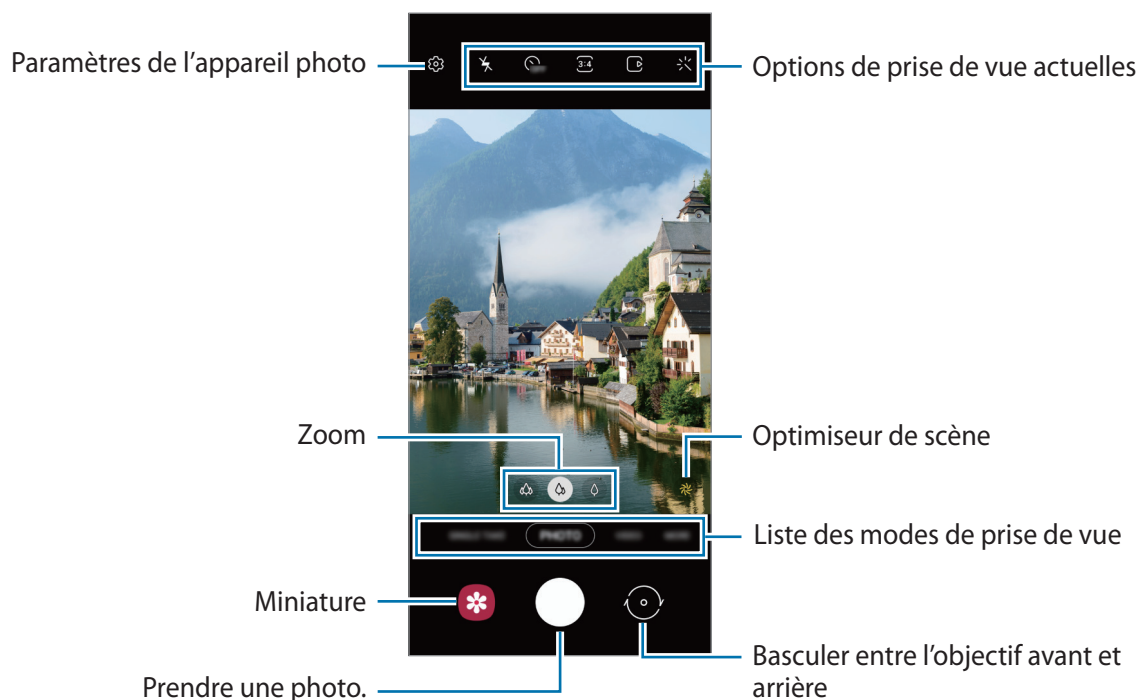 Paramètres de l’appareil photo
Options de prise de vue actuelles
3:4
Zoom
Optimiseur de scène
PHOTO
Liste des modes de prise de vue
Miniature
Basculer entre l’objectif avant et
arrière
Prendre une photo.